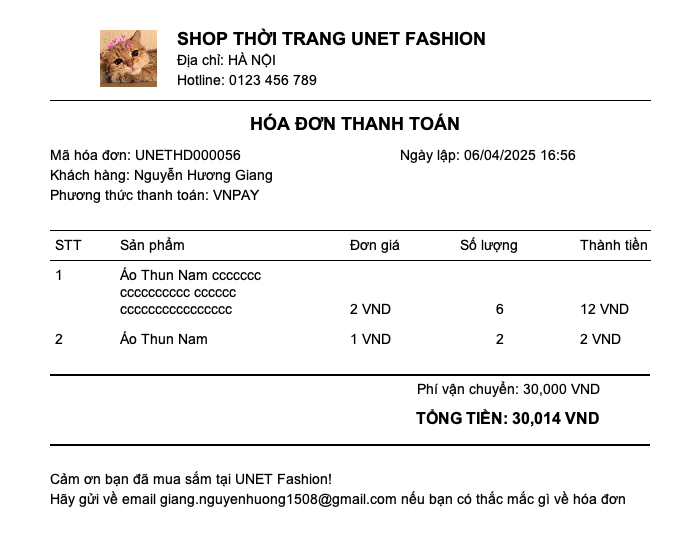 SHOP THỜI TRANG UNET FASHION
Địa chỉ: HÀ NỘI
Hotline: 0123 456 789
HÓA ĐƠN THANH TOÁN
Mã hóa đơn: UNETHD000056 Ngày lập: 06/04/2025 16:56
Khách hàng: Nguyễn Hương Giang
Phương thức thanh toán: VNPAY
STT Sản phẩm Đơn giá Số lượng Thành tiền
1 Áo Thun Nam ccccccc
cccccccccc cccccc
cccccccccccccccc 2 VND 6 12 VND
2 Áo Thun Nam 1 VND 2 2 VND
Phí vận chuyển: 30,000 VND
TỔNG TIỀN: 30,014 VND
Cảm ơn bạn đã mua sắm tại UNET Fashion!
Hãy gửi về email giang.nguyenhuong1508@gmail.com nếu bạn có thắc mắc gì về hóa đơn